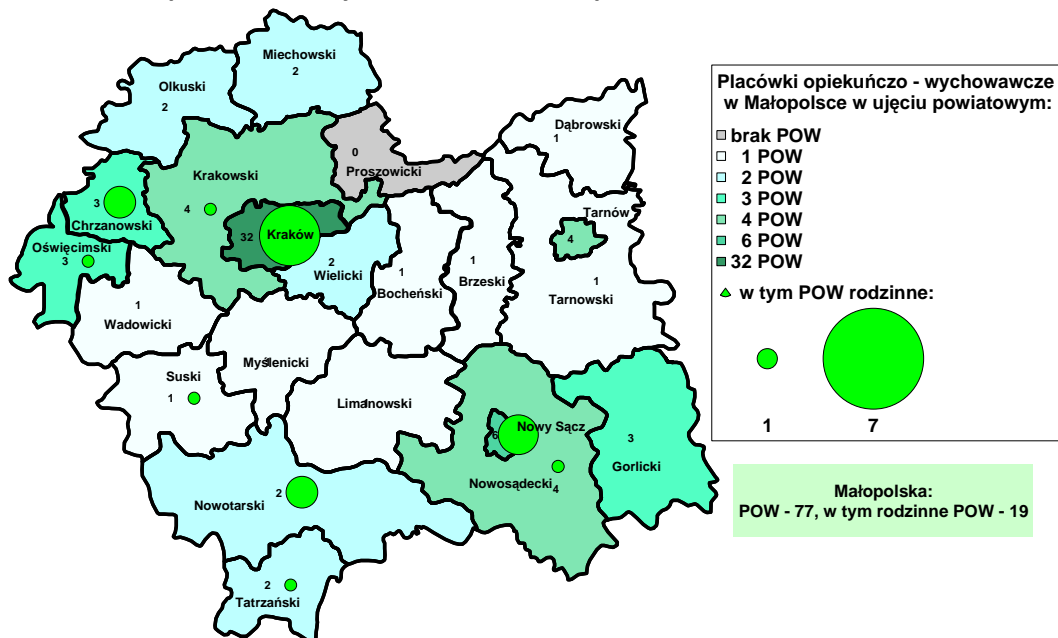 Miechowski
2
Olkuski
2
Dąbrowski
1
0
Proszowicki
Krakowski
4
3
Chrzanowski
Tarnów
4
Oświęcimski
3
32
Kraków
2
Wielicki
1
Bocheński
1
Brzeski
1
Tarnowski
1
Wadowicki
Myślenicki
Suski
1
Limanowski
6
Nowy Sącz
3
Gorlicki
Nowosądecki
4
2
Nowotarski
2
Tatrzański
Placówki opiekuńczo - wychowawcze
w Małopolsce w ujęciu powiatowym:
brak POW
1 POW
2 POW
3 POW
4 POW
6 POW
32 POW
w tym POW rodzinne:
1
7
Małopolska:
POW - 77, w tym rodzinne POW - 19